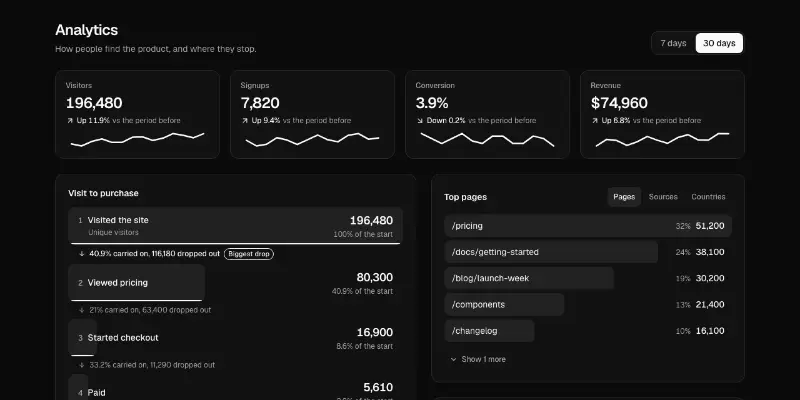 Analytics
How people find the product, and where they stop.
7 days
30 days
Visitors
196,480
Up 11.9% vs the period before
Signups
7,820
Up 9.4% vs the period before
Conversion
3.9%
Down 0.2% vs the period before
Revenue
$74,960
Up 6.8% vs the period before
Visit to purchase
1 Visited the site 196,480
Unique visitors 100% of the start
40.9% carried on, 116,180 dropped out Biggest drop
2 Viewed pricing 80,300
40.9% of the start
21% carried on, 63,400 dropped out
3 Started checkout 16,900
8.6% of the start
33.2% carried on, 11,290 dropped out
4 Paid 5,610
Top pages
Pages
Sources
Countries
/pricing 32% 51,200
/docs/getting-started 24% 38,100
/blog/launch-week 19% 30,200
/components 13% 21,400
/changelog 10% 16,100
Show 1 more